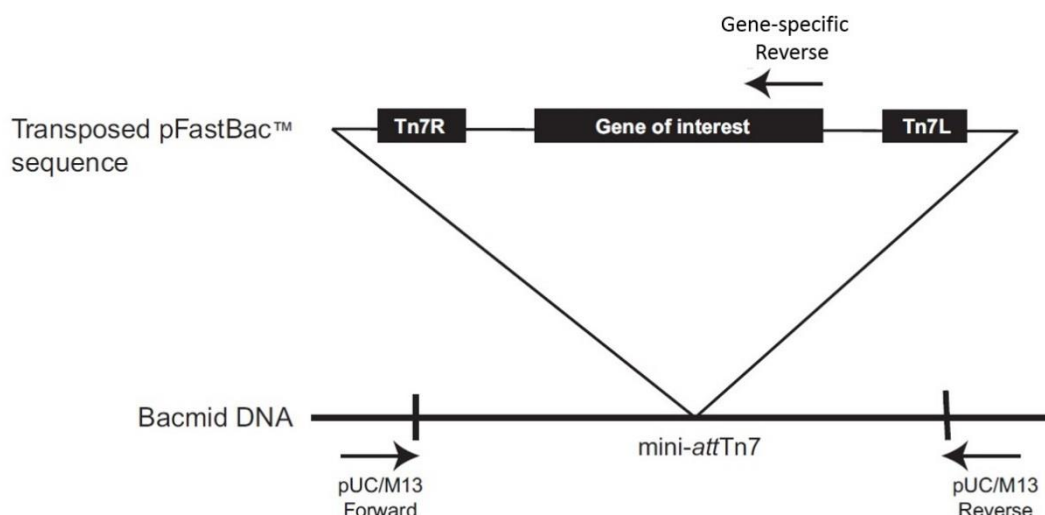 Gene-specific
Reverse
Transposed pFastBac™
sequence
Tn7R
Gene of interest
Tn7L
Bacmid DNA
mini-attTn7
pUC/M13
Forward
pUC/M13
Reverse